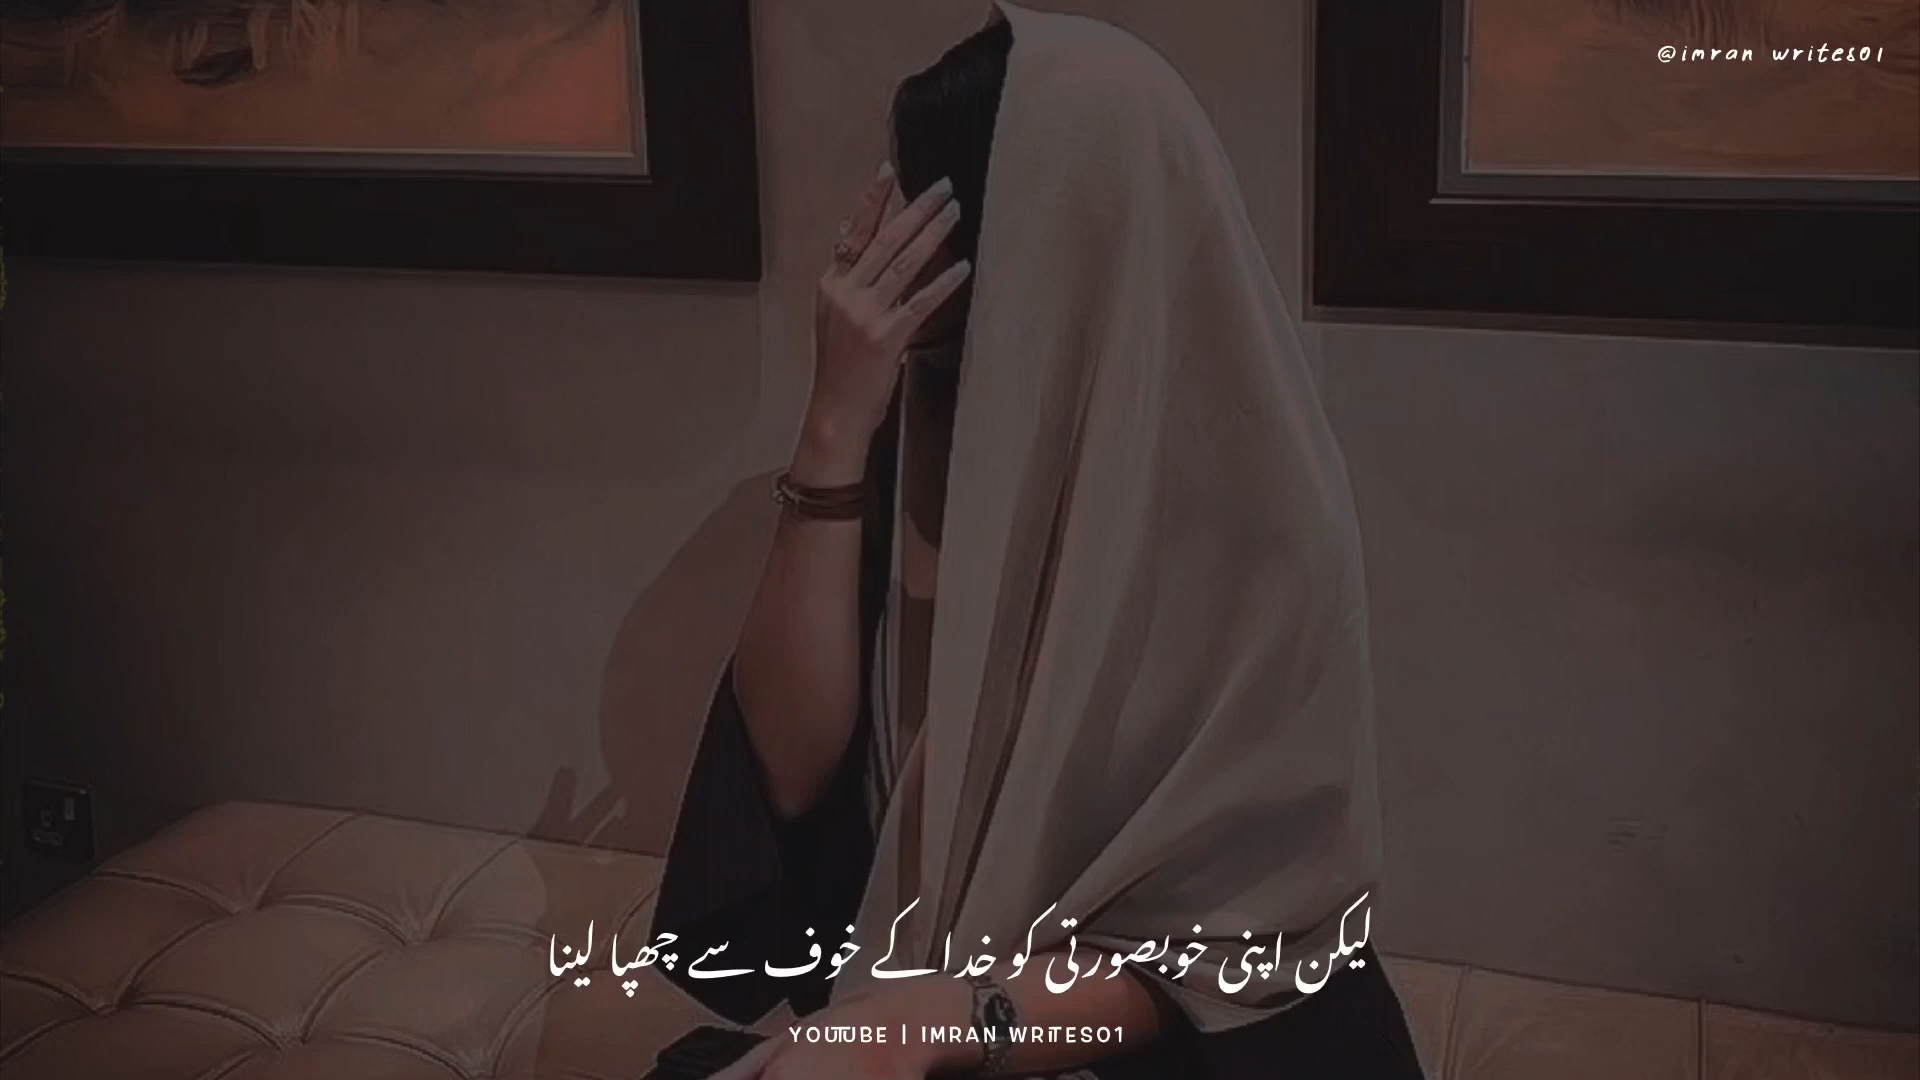 @imran writes01
لیکن اپنی خوبصورتی کو خدا کے خوف سے چھپا لینا
YOUTUBE | IMRAN WRITES01